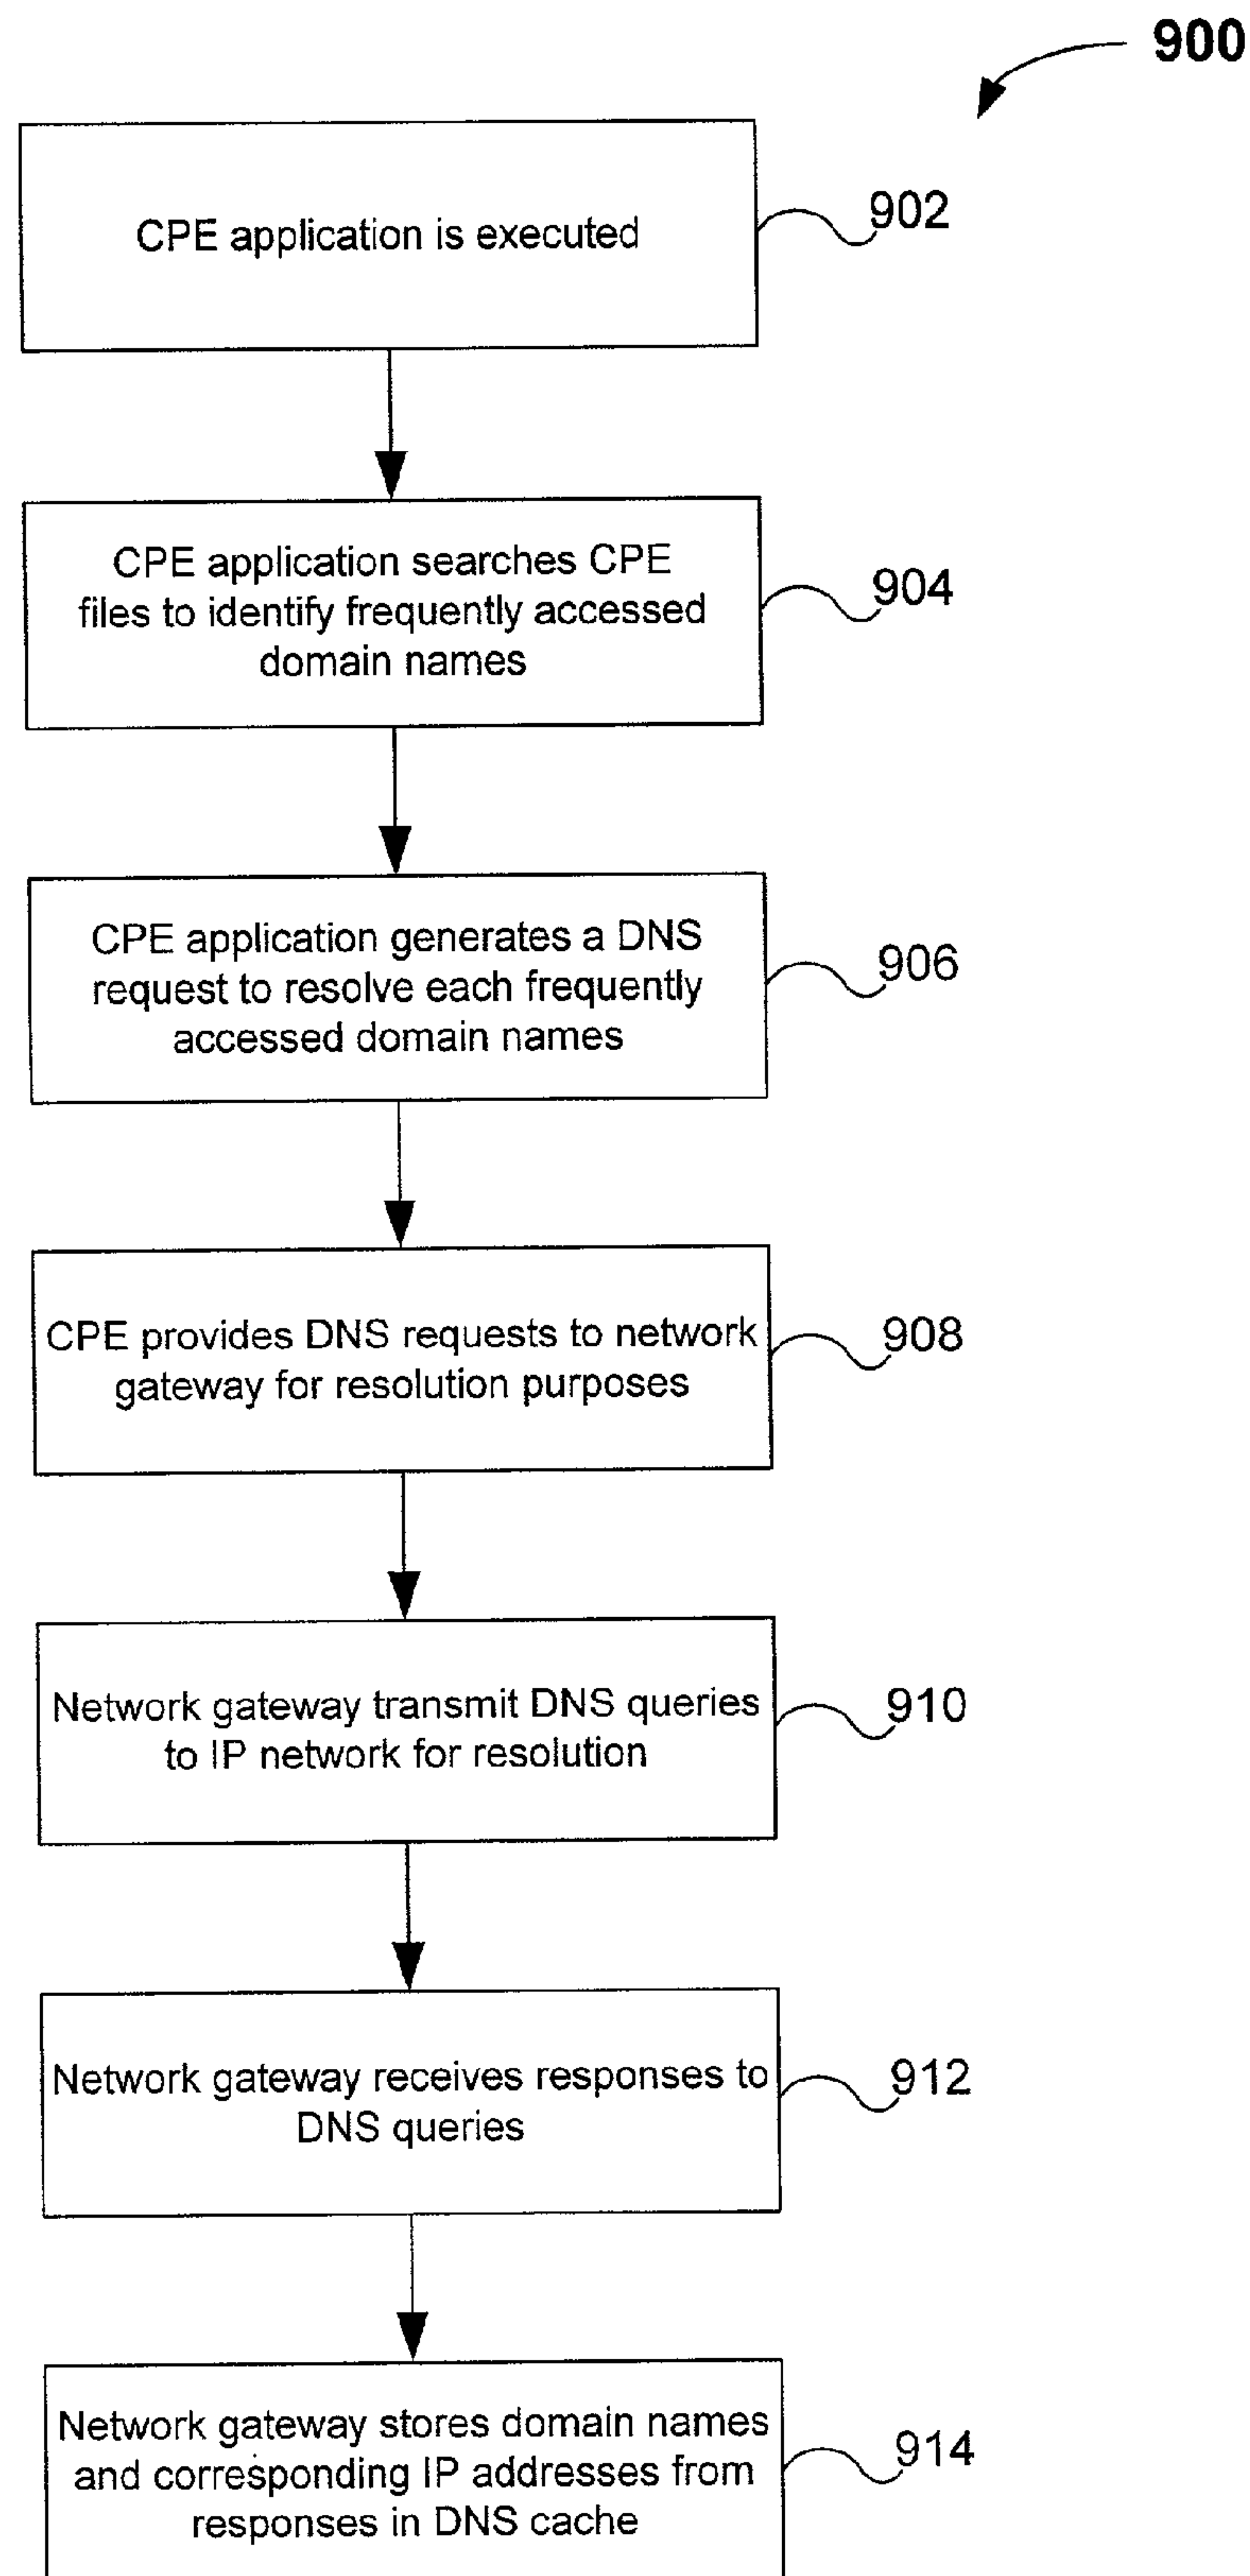 900
CPE application is executed
902
CPE application searches CPE
files to identify frequently accessed
domain names
904
CPE application generates a DNS
request to resolve each frequently
accessed domain names
906
CPE provides DNS requests to network
gateway for resolution purposes
908
Network gateway transmit DNS queries
to IP network for resolution
910
Network gateway receives responses to
DNS queries
912
Network gateway stores domain names
and corresponding IP addresses from
responses in DNS cache
914